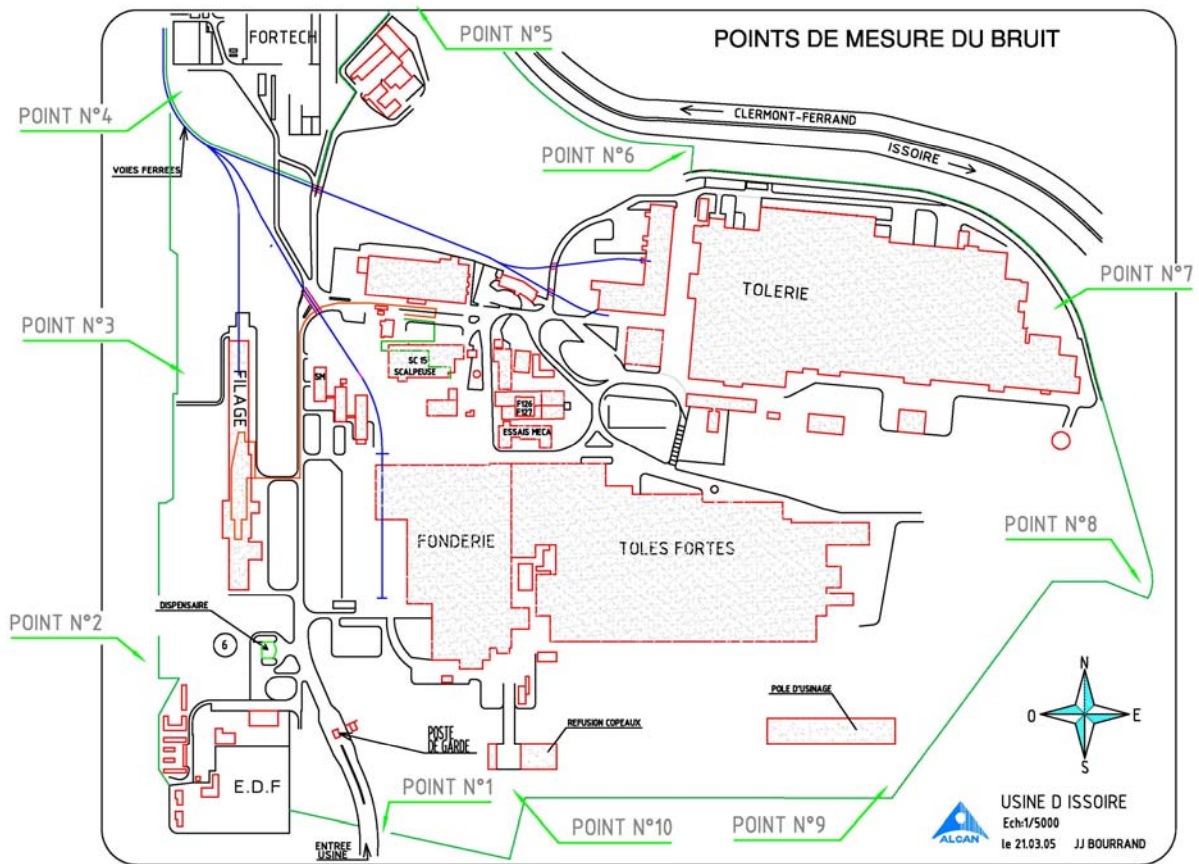 POINTS DE MESURE DU BRUIT
FORTECH
POINT N°5
POINT N°4
CLERMONT-FERRAND
ISSOIRE
POINT N°6
VOIES FERREES
POINT N°7
TOLERIE
POINT N°3
FILAGE
SM
SC 15
SCALPEUSE
F126
F127
ESSAIS MECA
FONDERIE
TOLES FORTES
POINT N°8
DISPENSAIRE
POINT N°2
6
POLE D'USINAGE
REFUSION COPEAUX
POSTE
DE GARDE
E.D.F
N
O
E
S
POINT N°1
POINT N°10
POINT N°9
ENTREE
USINE
ALCAN
USINE D ISSOIRE
Ech:1/5000
le 21.03.05 JJ BOURRAND